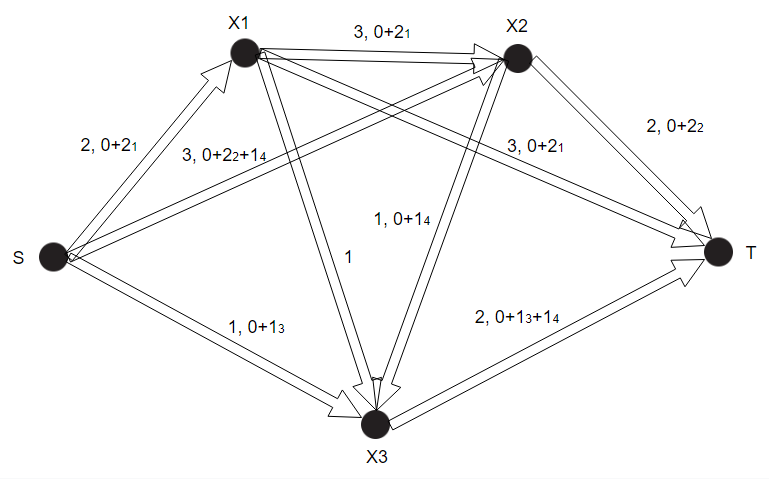 X1
X2
3, 0+2₁
2, 0+2₁
3, 0+2₂+1₄
3, 0+2₁
2, 0+2₂
1, 0+1₄
S
1
T
1, 0+1₃
2, 0+1₃+1₄
X3